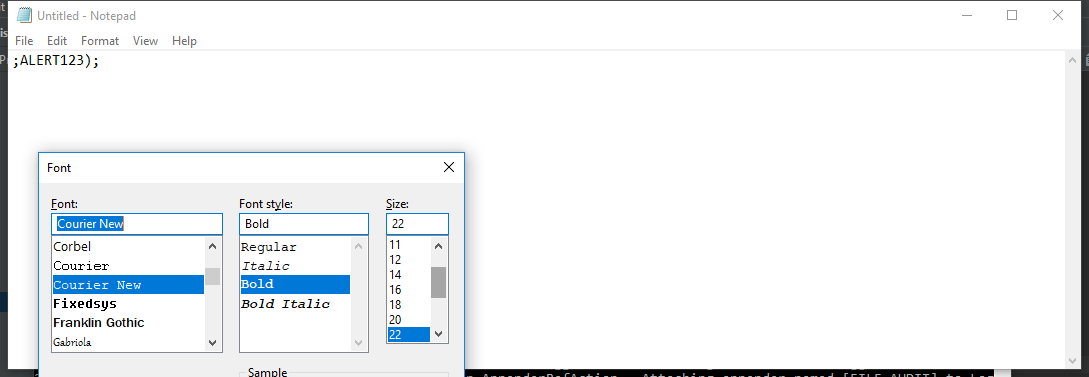 Untitled - Notepad
File Edit Format View Help
;ALERT123);
Font
Font: Font style: Size:
Courier New Bold 22
Corbel Regular 11
Courier Italic 12
Courier New Bold 14
Fixedsys Bold Italic 16
Franklin Gothic 18
Gabriola 20
22
Sample
AppenderRefAction - Attaching appender named [FILE_AUDIT] to